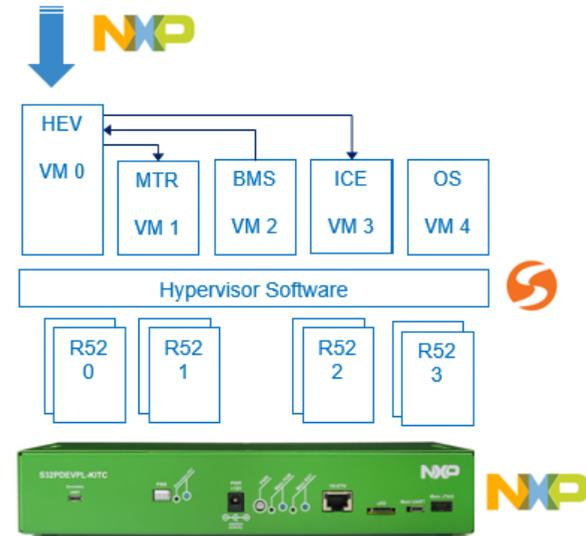 NXP
HEV
VM 0
MTR
VM 1
BMS
VM 2
ICE
VM 3
OS
VM 4
Hypervisor Software
R52
0
R52
1
R52
2
R52
3
S32PDEVPL-KITC
NXP
NXP